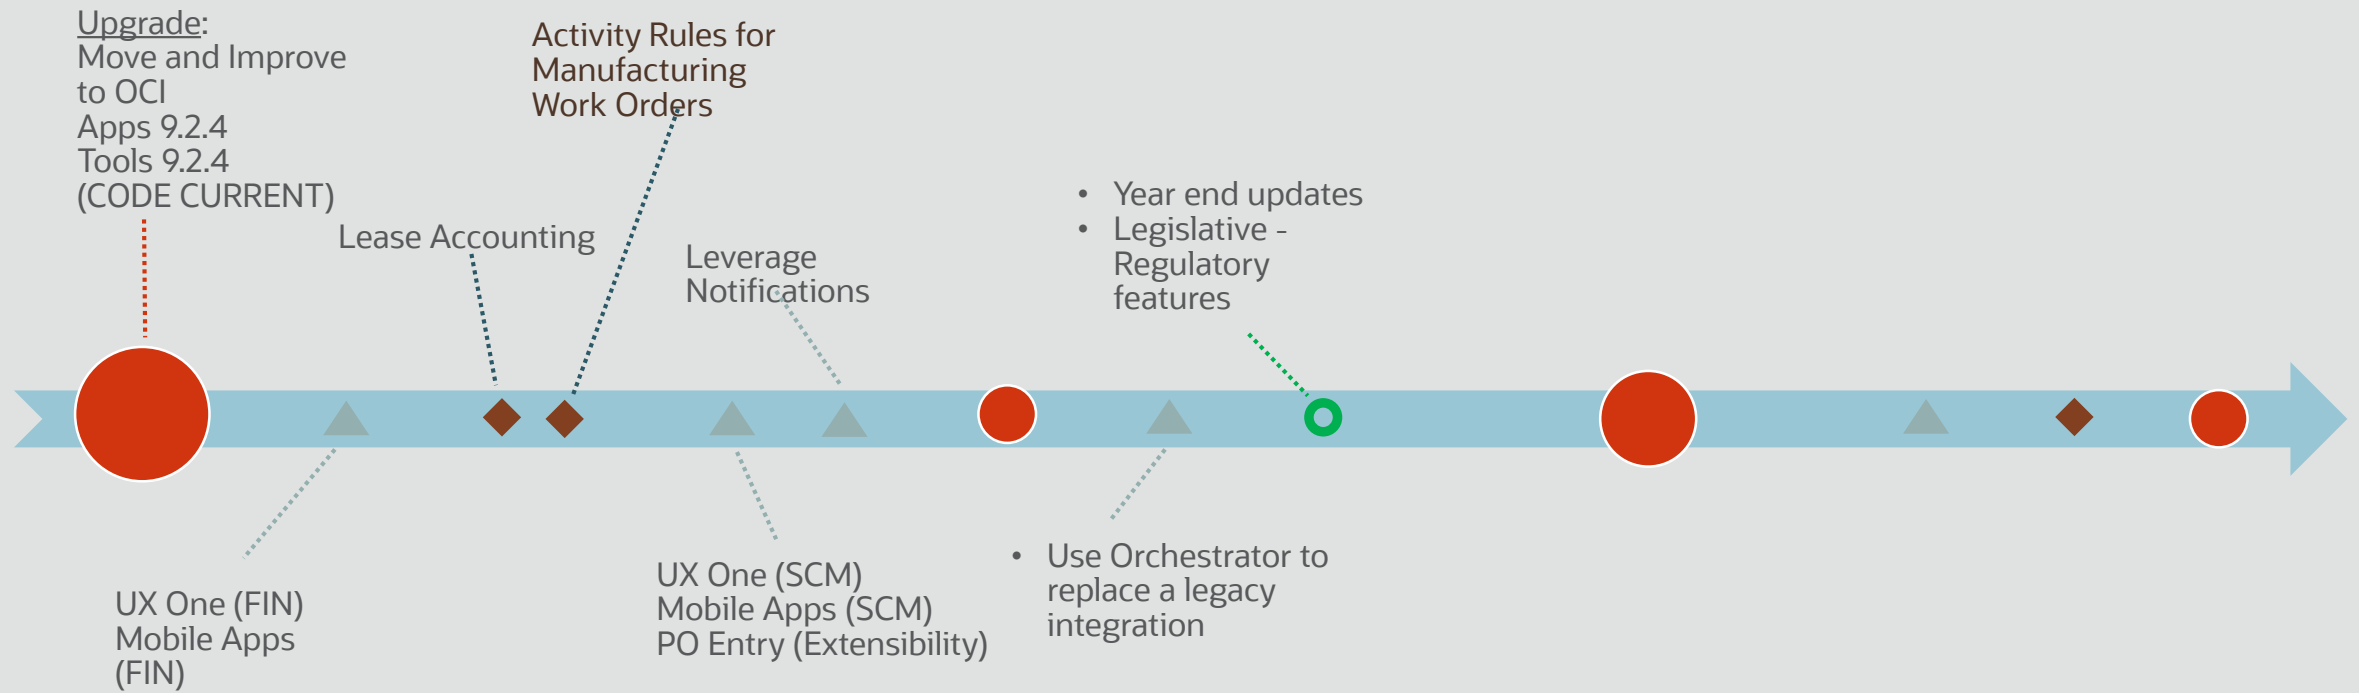 Upgrade:
Move and Improve
to OCI
Apps 9.2.4
Tools 9.2.4
(CODE CURRENT)
Activity Rules for
Manufacturing
Work Orders
Lease Accounting
Leverage
Notifications
• Year end updates
• Legislative -
Regulatory
features
UX One (FIN)
Mobile Apps
(FIN)
UX One (SCM)
Mobile Apps (SCM)
PO Entry (Extensibility)
• Use Orchestrator to
replace a legacy
integration